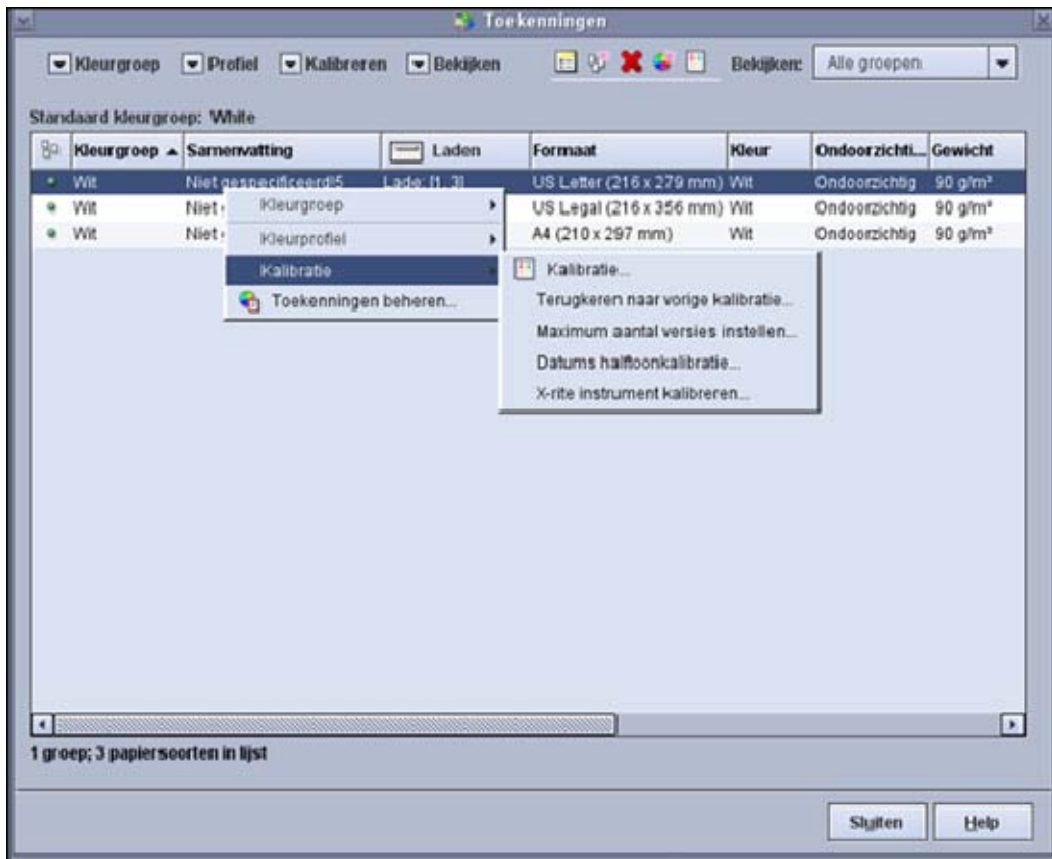 Toekenningen
Kleurgroep Profiel Kalibreren Bekijken Bekijken: Alle groepen
Standaard kleurgroep: White
Kleurgroep Samenvatting Laden Formaat Kleur Ondoorzichti... Gewicht
Wit Niet gespecificeerd!5 Lade: [1, 3] US Letter (216 x 279 mm) Wit Ondoorzichtig 90 g/m²
Wit Niet US Legal (216 x 356 mm) Wit Ondoorzichtig 90 g/m²
Wit Niet A4 (210 x 297 mm) Wit Ondoorzichtig 90 g/m²
Kleurgroep
Kleurprofiel
Kalibratie
Toekenningen beheren...
Kalibratie...
Terugkeren naar vorige kalibratie...
Maximum aantal versies instellen...
Datums halftoonkalibratie...
X-rite instrument kalibreren...
1 groep; 3 papiersoorten in lijst
Sluiten Help